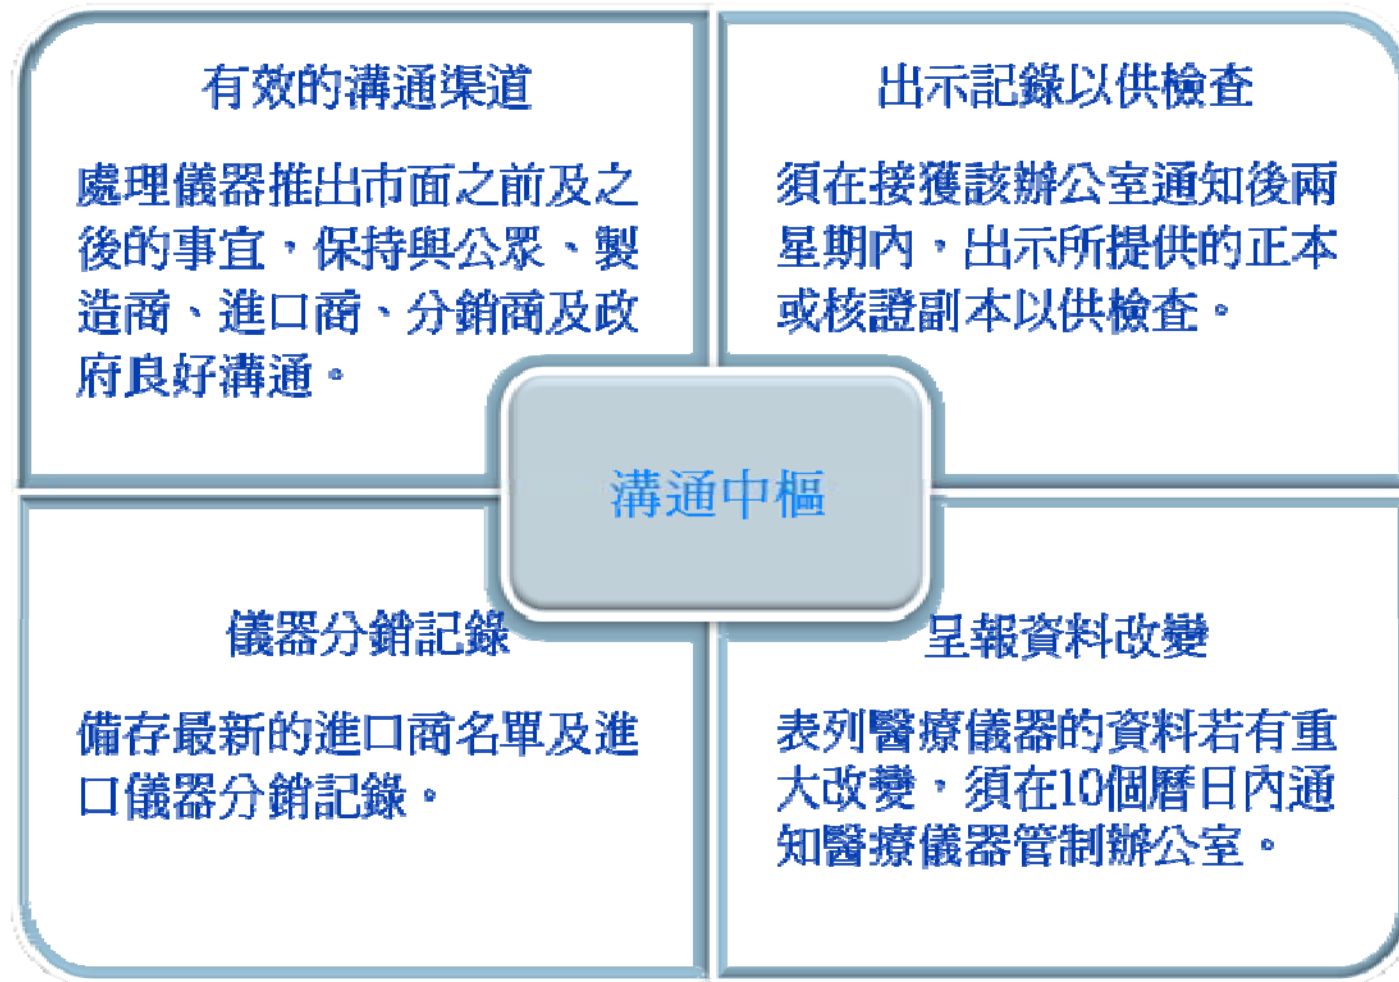 有效的溝通渠道
處理儀器推出市面之前及之
後的事宜，保持與公眾、製
造商、進口商、分銷商及政
府良好溝通。
出示記錄以供檢查
須在接獲該辦公室通知後兩
星期內，出示所提供的正本
或核證副本以供檢查。
溝通中樞
儀器分銷記錄
備存最新的進口商名單及進
口儀器分銷記錄。
呈報資料改變
表列醫療儀器的資料若有重
大改變，須在10個曆日內通
知醫療儀器管制辦公室。